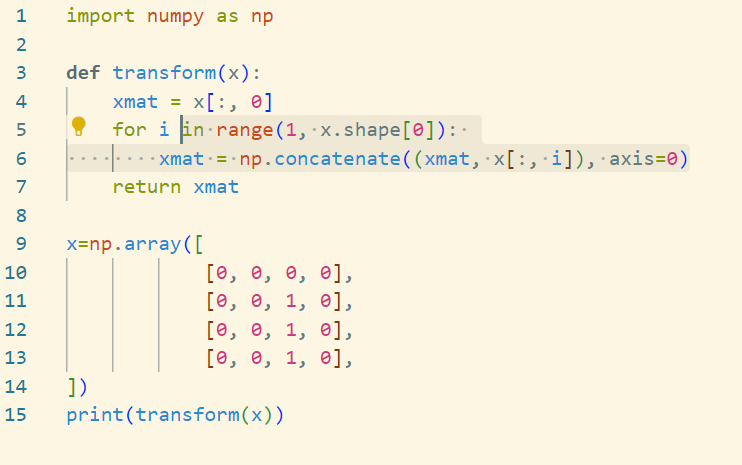 1 import numpy as np
2
3 def transform(x):
4     xmat = x[:, 0]
5     for i in range(1, x.shape[0]):
6         xmat = np.concatenate((xmat, x[:, i]), axis=0)
7     return xmat
8
9 x=np.array([
10             [0, 0, 0, 0],
11             [0, 0, 1, 0],
12             [0, 0, 1, 0],
13             [0, 0, 1, 0],
14 ])
15 print(transform(x))